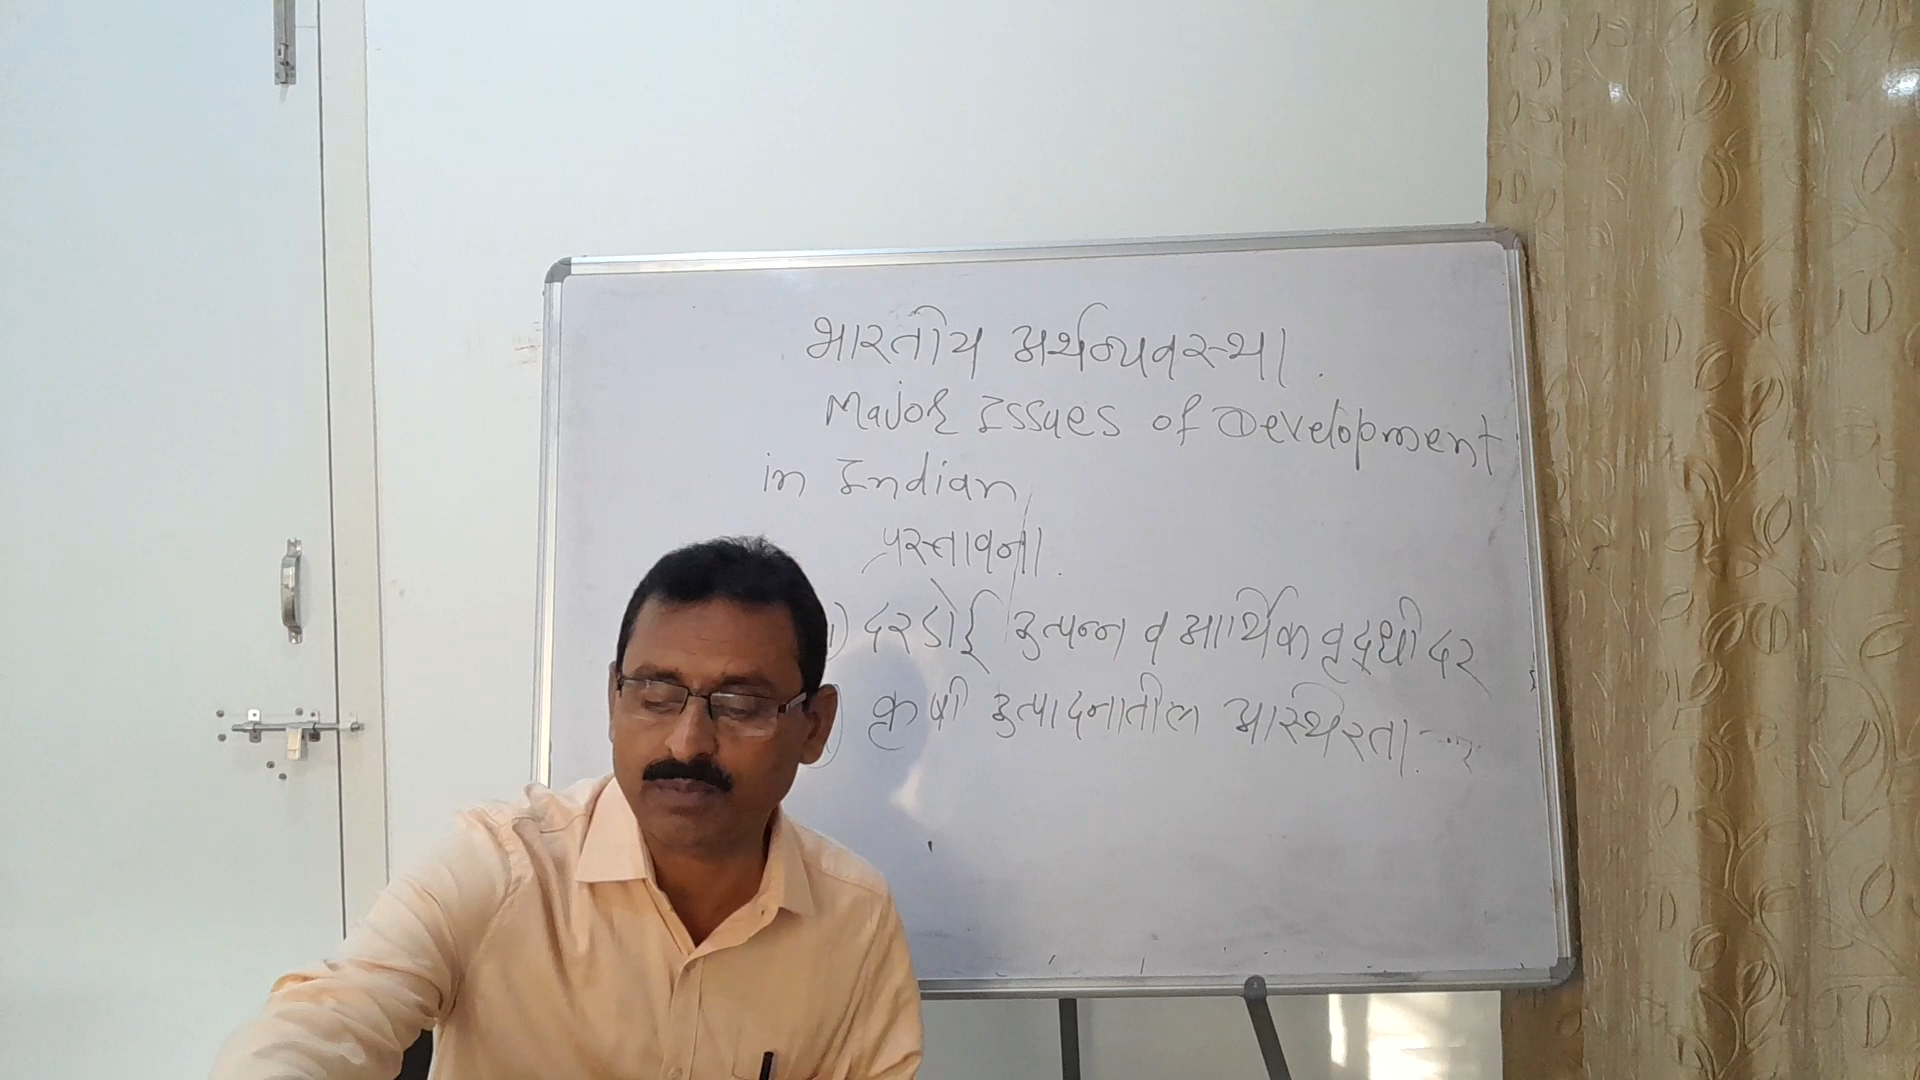 भारतीय अर्थव्यवस्था.
Major Issues of Development
in Indian
प्रस्तावना.
१) दरडोई उत्पन्न व आर्थिक वृद्धी दर
कृषी उत्पादनातील अस्थिरता.